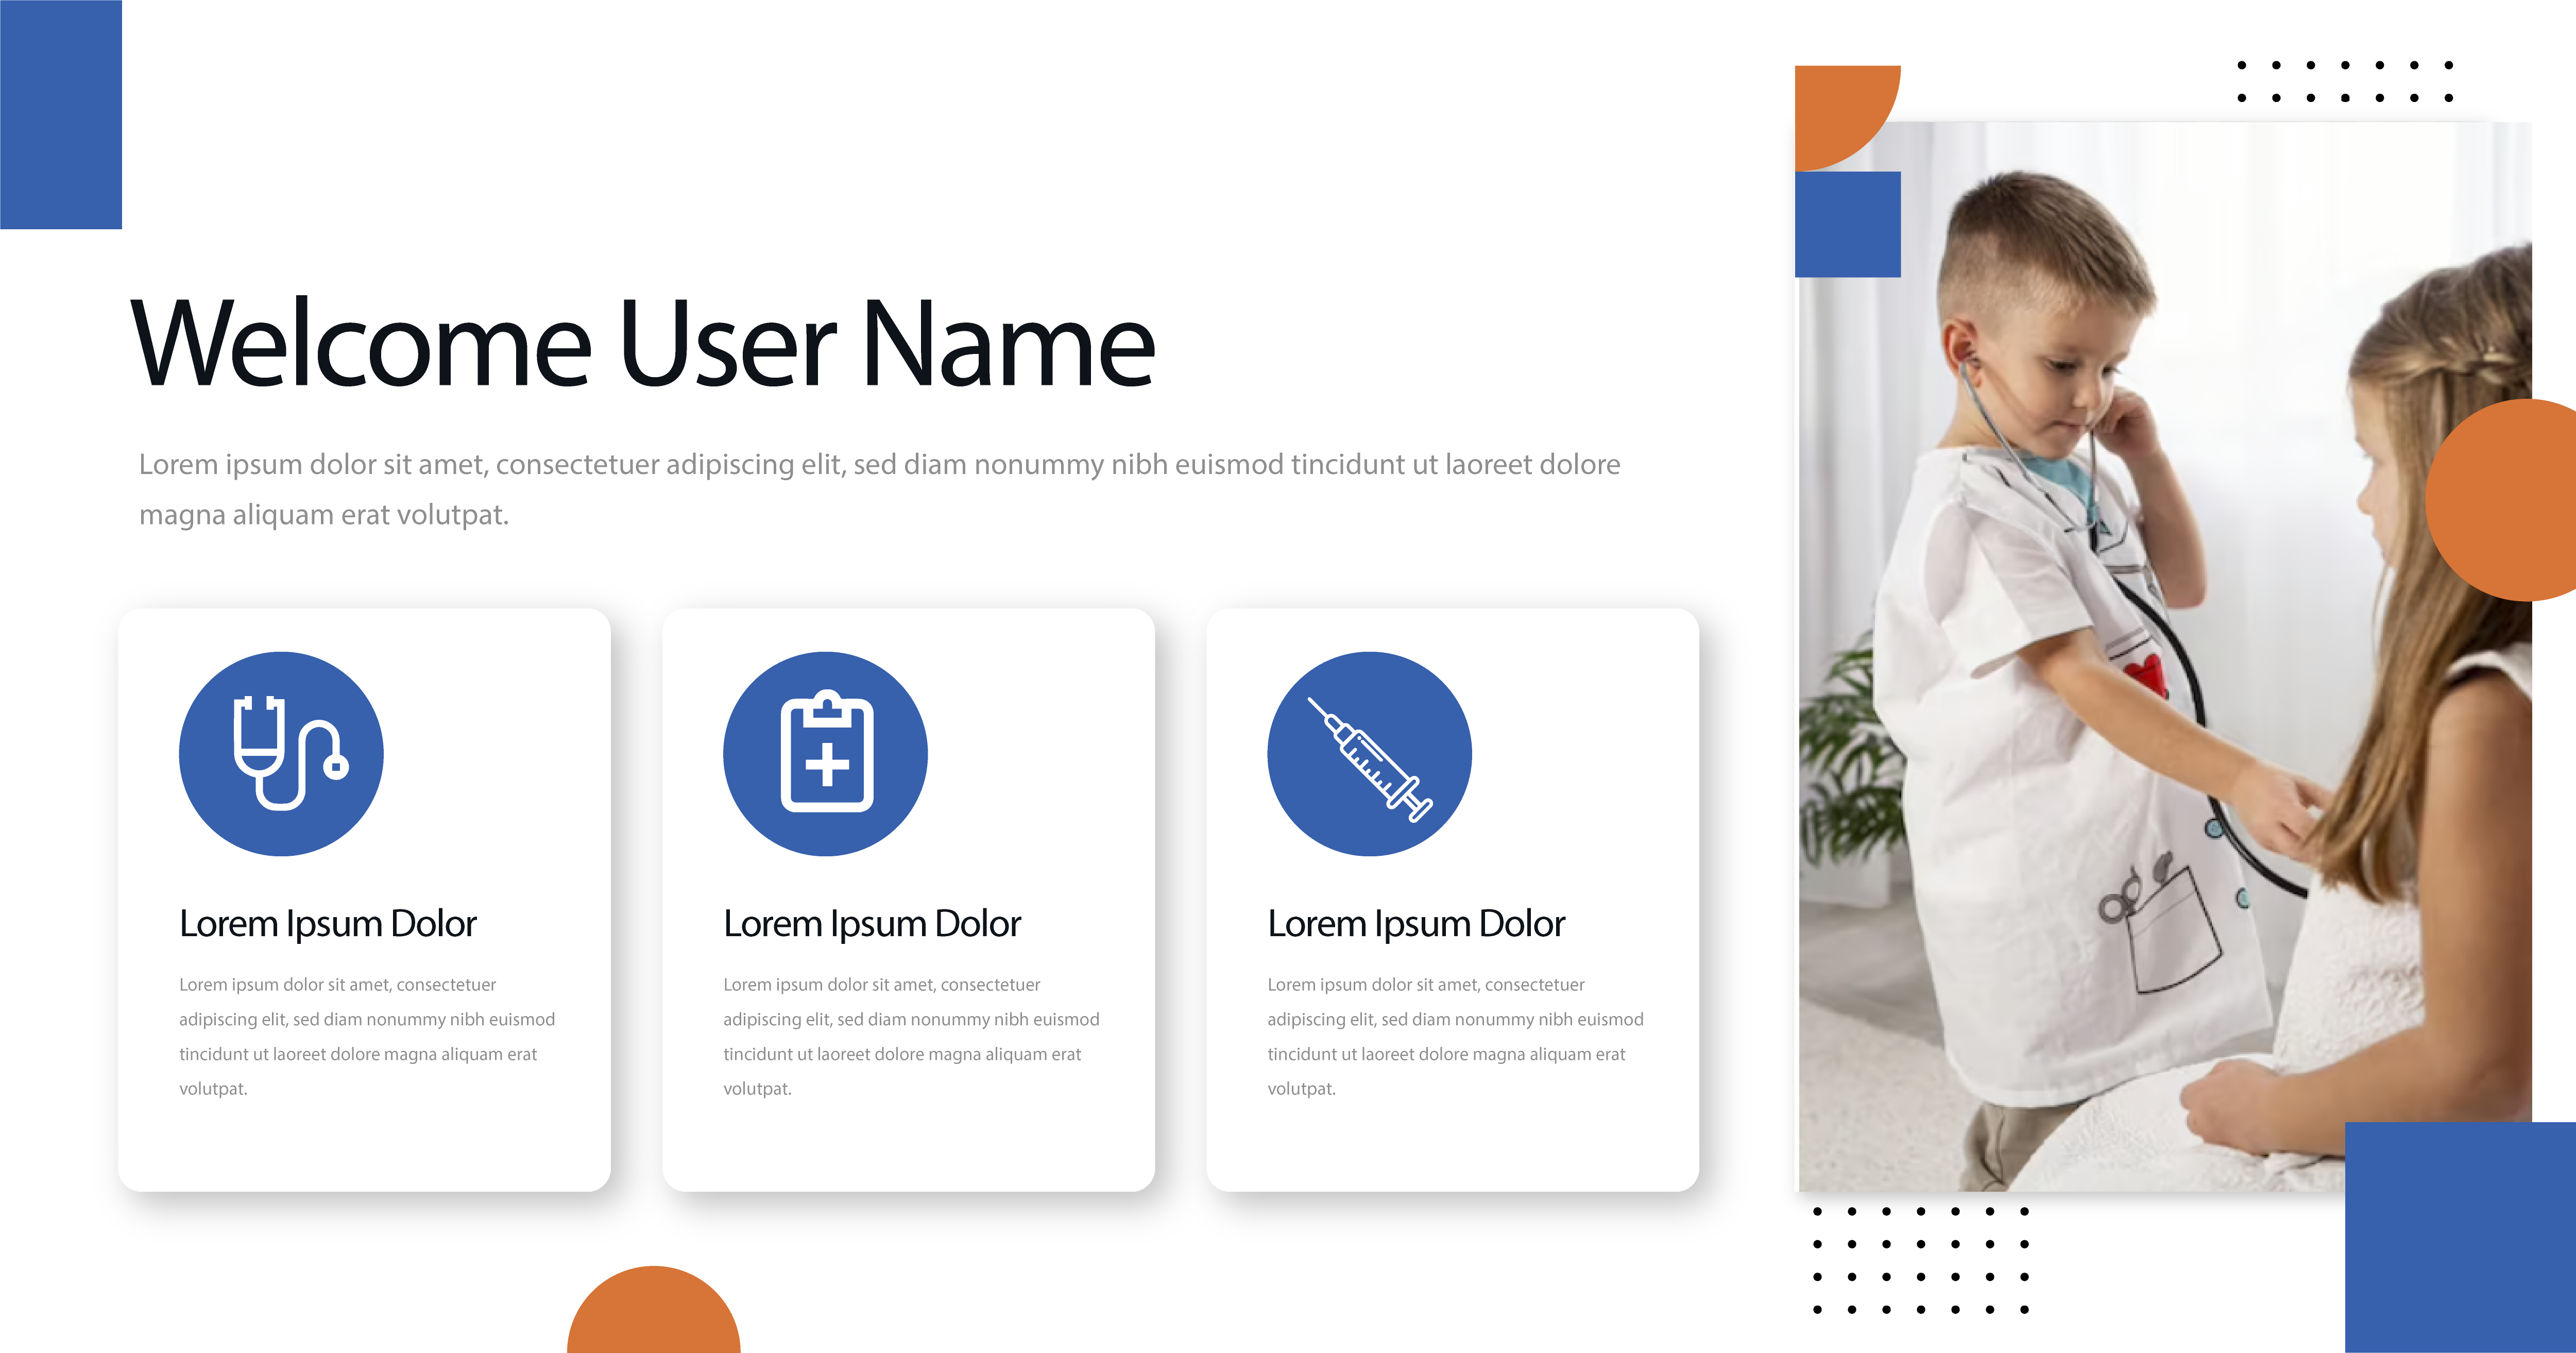 Welcome User Name
Lorem ipsum dolor sit amet, consectetuer adipiscing elit, sed diam nonummy nibh euismod tincidunt ut laoreet dolore
magna aliquam erat volutpat.
Lorem Ipsum Dolor
Lorem ipsum dolor sit amet, consectetuer
adipiscing elit, sed diam nonummy nibh euismod
tincidunt ut laoreet dolore magna aliquam erat
volutpat.
Lorem Ipsum Dolor
Lorem ipsum dolor sit amet, consectetuer
adipiscing elit, sed diam nonummy nibh euismod
tincidunt ut laoreet dolore magna aliquam erat
volutpat.
Lorem Ipsum Dolor
Lorem ipsum dolor sit amet, consectetuer
adipiscing elit, sed diam nonummy nibh euismod
tincidunt ut laoreet dolore magna aliquam erat
volutpat.